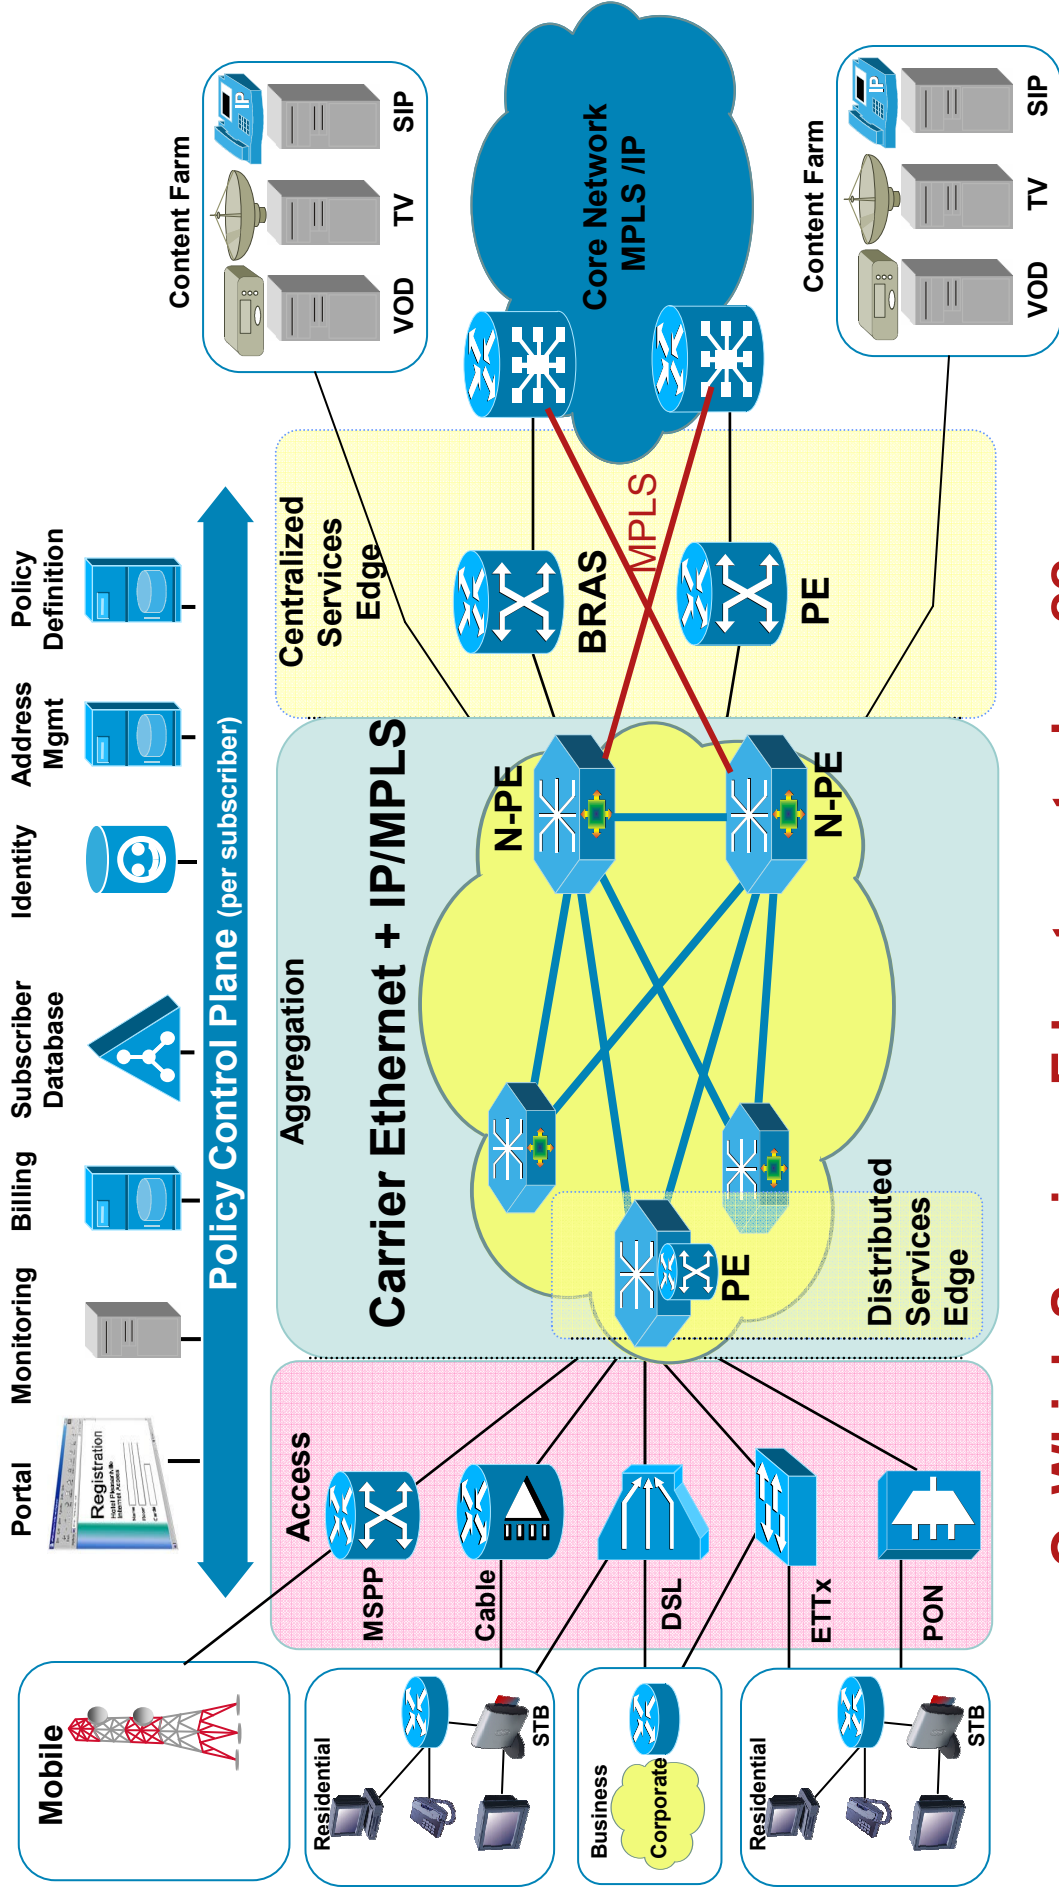 Portal
Monitoring
Billing
Subscriber
Database
Identity
Address
Mgmt
Policy
Definition
Registration
Policy Control Plane (per subscriber)
Mobile
Residential
STB
Business
Corporate
Residential
STB
Access
MSPP
Cable
DSL
ETTx
PON
Aggregation
Carrier Ethernet + IP/MPLS
N-PE
N-PE
PE
Distributed
Services
Edge
Centralized
Services
Edge
BRAS
MPLS
PE
Content Farm
IP
VOD
TV
SIP
Core Network
MPLS /IP
Content Farm
IP
VOD
TV
SIP